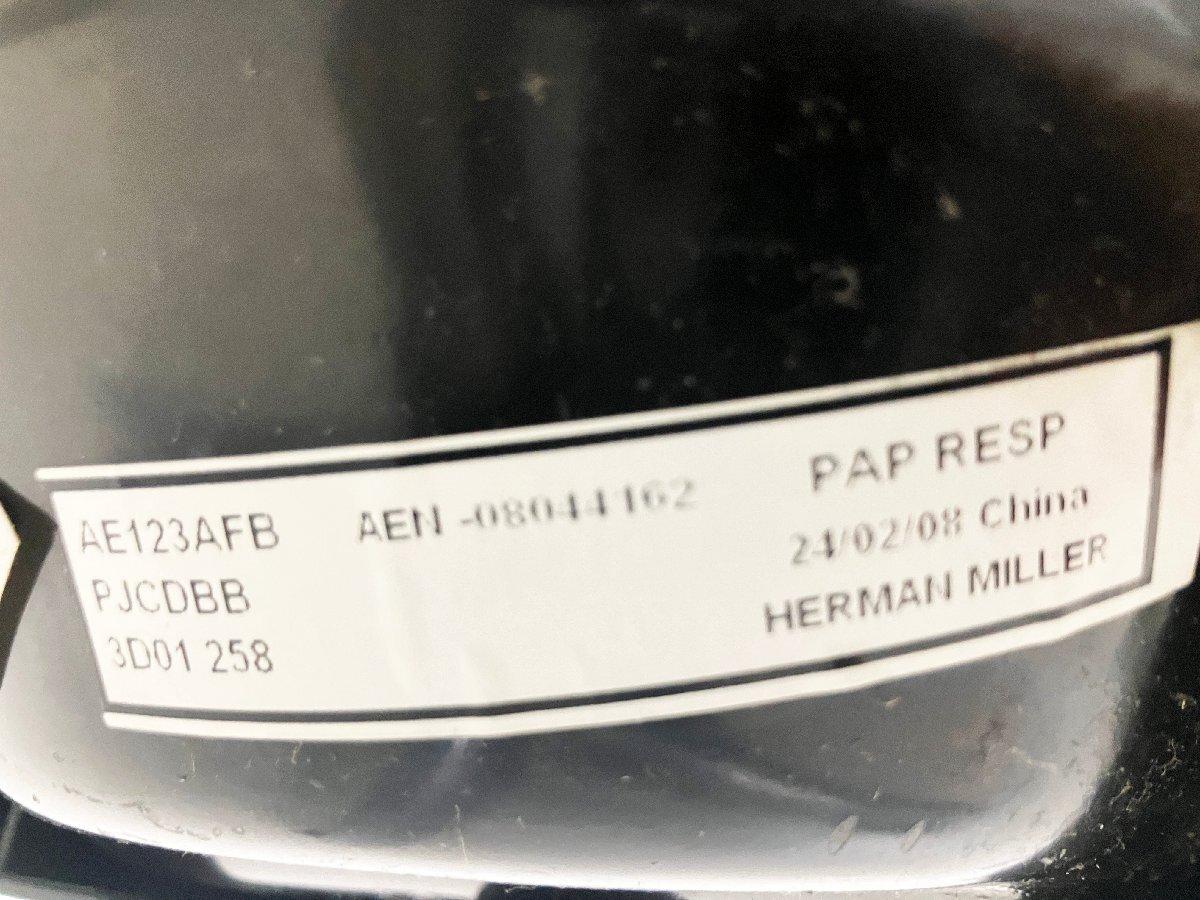 AE123AFB
PJCDBB
3D01 258
AEN -08044162
PAP RESP
24/02/08 China
HERMAN MILLER